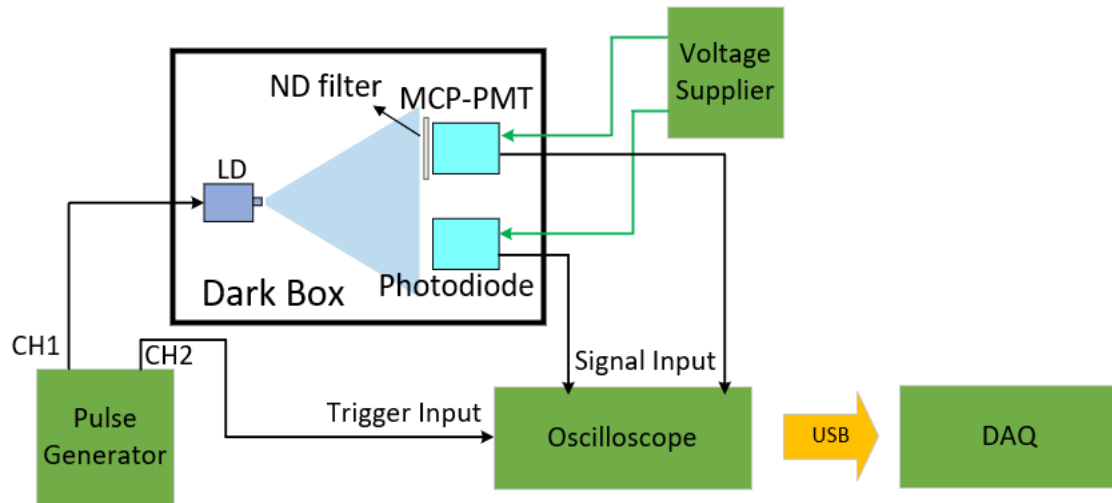 Voltage
Supplier
ND filter
MCP-PMT
LD
Photodiode
Dark Box
CH1
CH2
Signal Input
Trigger Input
Pulse
Generator
Oscilloscope
USB
DAQ